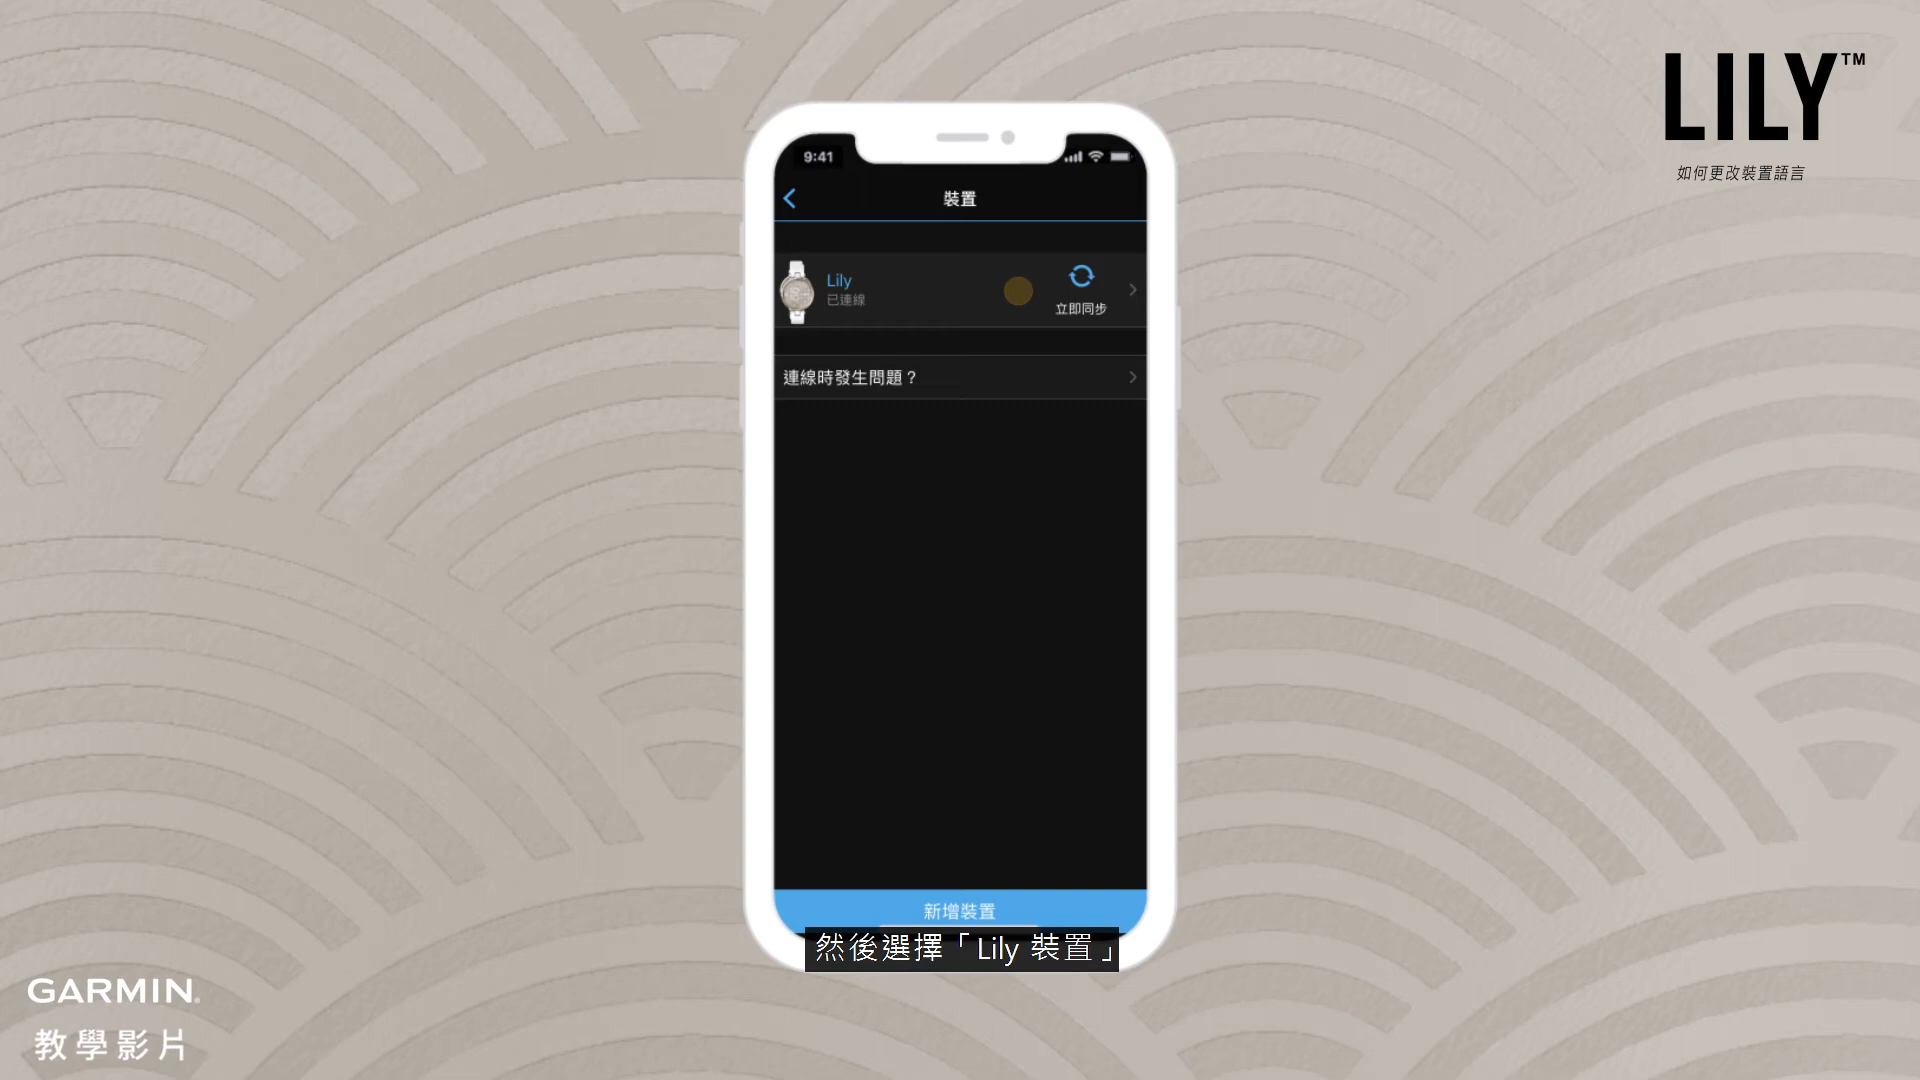 LILY™
如何更改裝置語言
9:41
裝置
Lily
已連線
立即同步
連線時發生問題？
新增裝置
然後選擇「Lily 裝置」
GARMIN®
教學影片